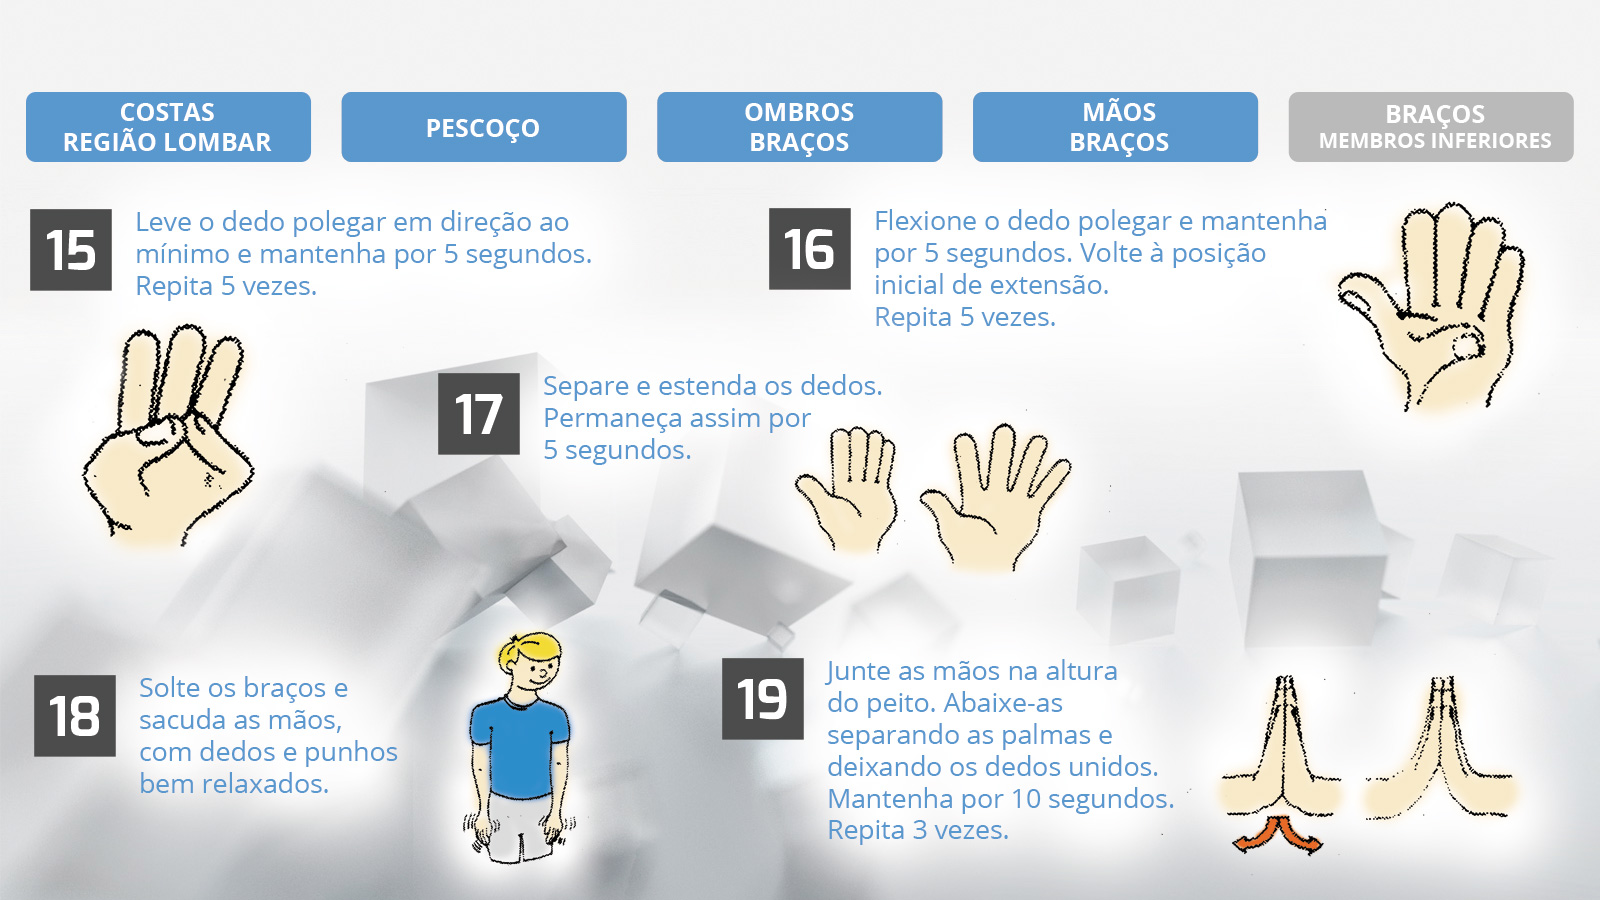 COSTAS
REGIÃO LOMBAR
PESCOÇO
OMBROS
BRAÇOS
MÃOS
BRAÇOS
BRAÇOS
MEMBROS INFERIORES
15
Leve o dedo polegar em direção ao
mínimo e mantenha por 5 segundos.
Repita 5 vezes.
16
Flexione o dedo polegar e mantenha
por 5 segundos. Volte à posição
inicial de extensão.
Repita 5 vezes.
17
Separe e estenda os dedos.
Permaneça assim por
5 segundos.
18
Solte os braços e
sacuda as mãos,
com dedos e punhos
bem relaxados.
19
Junte as mãos na altura
do peito. Abaixe-as
separando as palmas e
deixando os dedos unidos.
Mantenha por 10 segundos.
Repita 3 vezes.